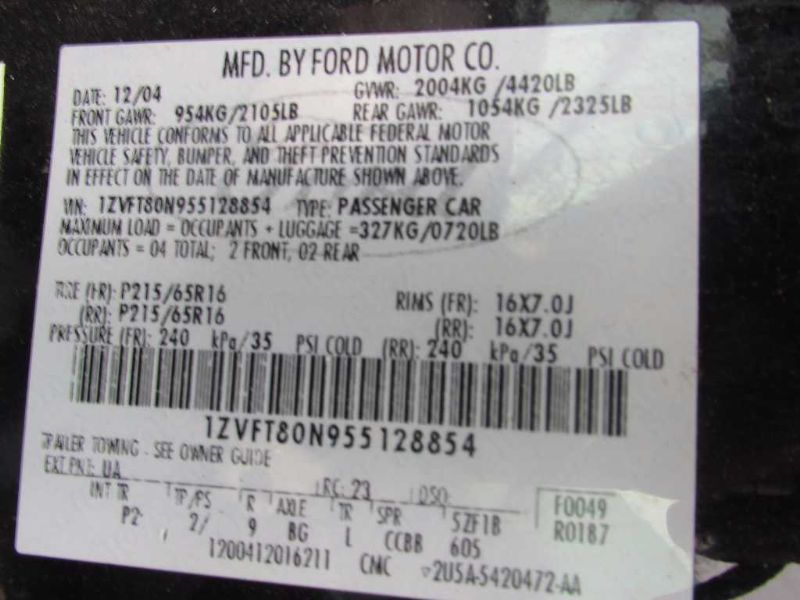 MFD. BY FORD MOTOR CO.
DATE: 12/04 GVWR: 2004KG /4420LB
FRONT GAWR: 954KG/2105LB REAR GAWR: 1054KG /2325LB
THIS VEHICLE CONFORMS TO ALL APPLICABLE FEDERAL MOTOR
VEHICLE SAFETY, BUMPER, AND THEFT PREVENTION STANDARDS
IN EFFECT ON THE DATE OF MANUFACTURE SHOWN ABOVE.
VIN: 1ZVFT80N955128854 TYPE: PASSENGER CAR
MAXIMUM LOAD = OCCUPANTS + LUGGAGE =327KG/0720LB
OCCUPANTS = 04 TOTAL; 2 FRONT, 02 REAR
TIRE (FR): P215/65R16 RIMS (FR): 16X7.0J
(RR): P215/65R16 (RR): 16X7.0J
PRESSURE (FR): 240 kPa/35 PSI COLD (RR): 240 kPa/35 PSI COLD
1ZVFT80N955128854
TRAILER TOWING - SEE OWNER GUIDE
EXT PNT: UA RC: 23 DSO:
INT TR TP/PS R AXLE TR SPR 5ZF1B F0049
P2 2/ 9 BG L CCBB 605 R0187
1200412016211 CMC 2U5A-5420472-AA